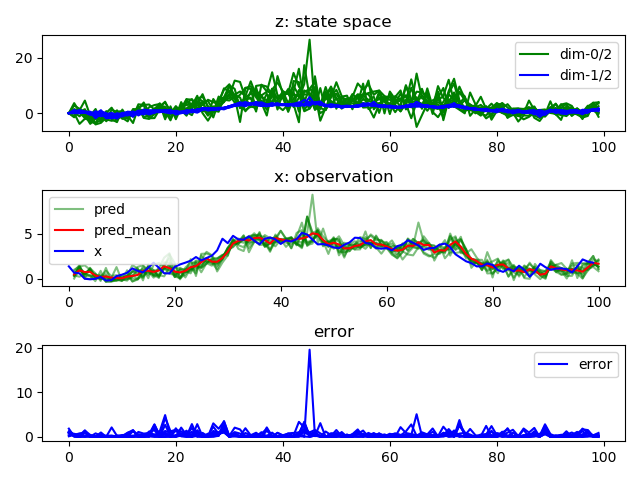 z: state space
20
0
dim-0/2
dim-1/2
0 20 40 60 80 100
x: observation
5
0
pred
pred_mean
x
0 20 40 60 80 100
error
20
10
0
error
0 20 40 60 80 100